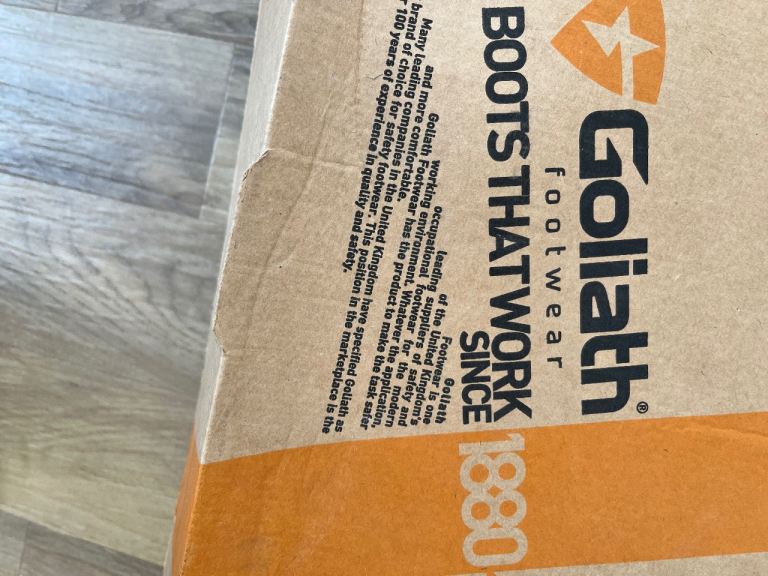 Goliath®
footwear
BOOTS THAT WORK
SINCE
1880
Goliath
Footwear is one
of the United Kingdom's
leading suppliers of safety and
occupational footwear for the modern
working environment. Whatever the application,
Goliath Footwear has the product to make the task safer
and more comfortable.
Many leading companies in the United Kingdom have specified Goliath as
brand of choice for safety footwear. This position in the marketplace is the
100 years of experience in quality and safety.